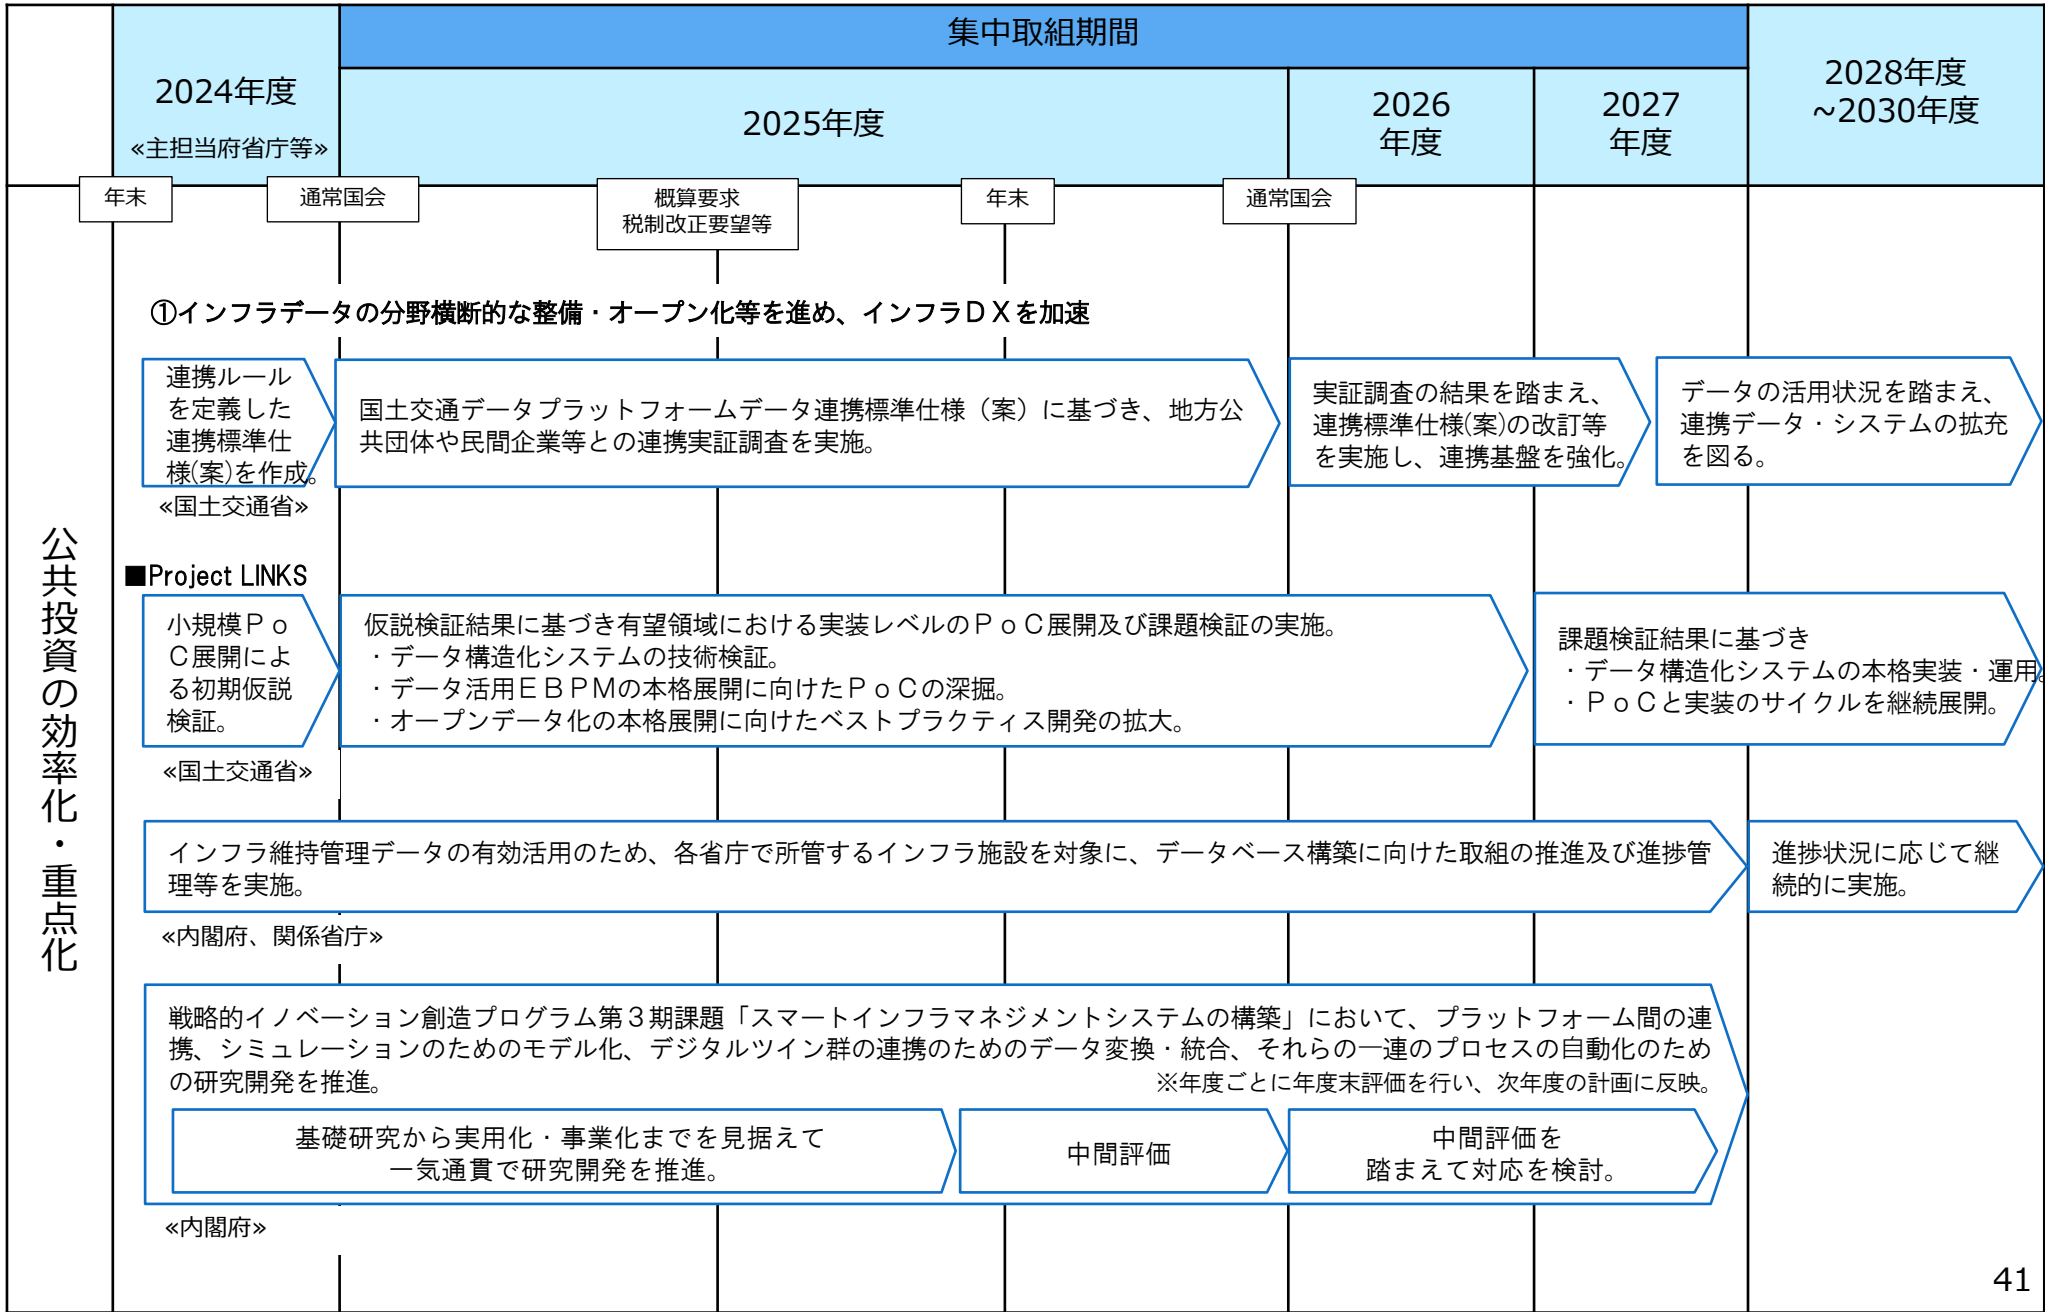 集中取組期間
2024年度
«主担当府省庁等»
2025年度
2026
年度
2027
年度
2028年度
~2030年度
年末
通常国会
概算要求
税制改正要望等
年末
通常国会
公共投資の効率化・重点化
①インフラデータの分野横断的な整備・オープン化等を進め、インフラＤＸを加速
連携ルール
を定義した
連携標準仕
様(案)を作成。
«国土交通省»
国土交通データプラットフォームデータ連携標準仕様（案）に基づき、地方公
共団体や民間企業等との連携実証調査を実施。
実証調査の結果を踏まえ、
連携標準仕様(案)の改訂等
を実施し、連携基盤を強化。
データの活用状況を踏まえ、
連携データ・システムの拡充
を図る。
■Project LINKS
小規模Ｐｏ
Ｃ展開によ
る初期仮説
検証。
«国土交通省»
仮説検証結果に基づき有望領域における実装レベルのＰｏＣ展開及び課題検証の実施。
・データ構造化システムの技術検証。
・データ活用ＥＢＰＭの本格展開に向けたＰｏＣの深掘。
・オープンデータ化の本格展開に向けたベストプラクティス開発の拡大。
課題検証結果に基づき
・データ構造化システムの本格実装・運用。
・ＰｏＣと実装のサイクルを継続展開。
インフラ維持管理データの有効活用のため、各省庁で所管するインフラ施設を対象に、データベース構築に向けた取組の推進及び進捗管
理等を実施。
«内閣府、関係省庁»
進捗状況に応じて継
続的に実施。
戦略的イノベーション創造プログラム第３期課題「スマートインフラマネジメントシステムの構築」において、プラットフォーム間の連
携、シミュレーションのためのモデル化、デジタルツイン群の連携のためのデータ変換・統合、それらの一連のプロセスの自動化のため
の研究開発を推進。
※年度ごとに年度末評価を行い、次年度の計画に反映。
基礎研究から実用化・事業化までを見据えて
一気通貫で研究開発を推進。
中間評価
中間評価を
踏まえて対応を検討。
«内閣府»
41